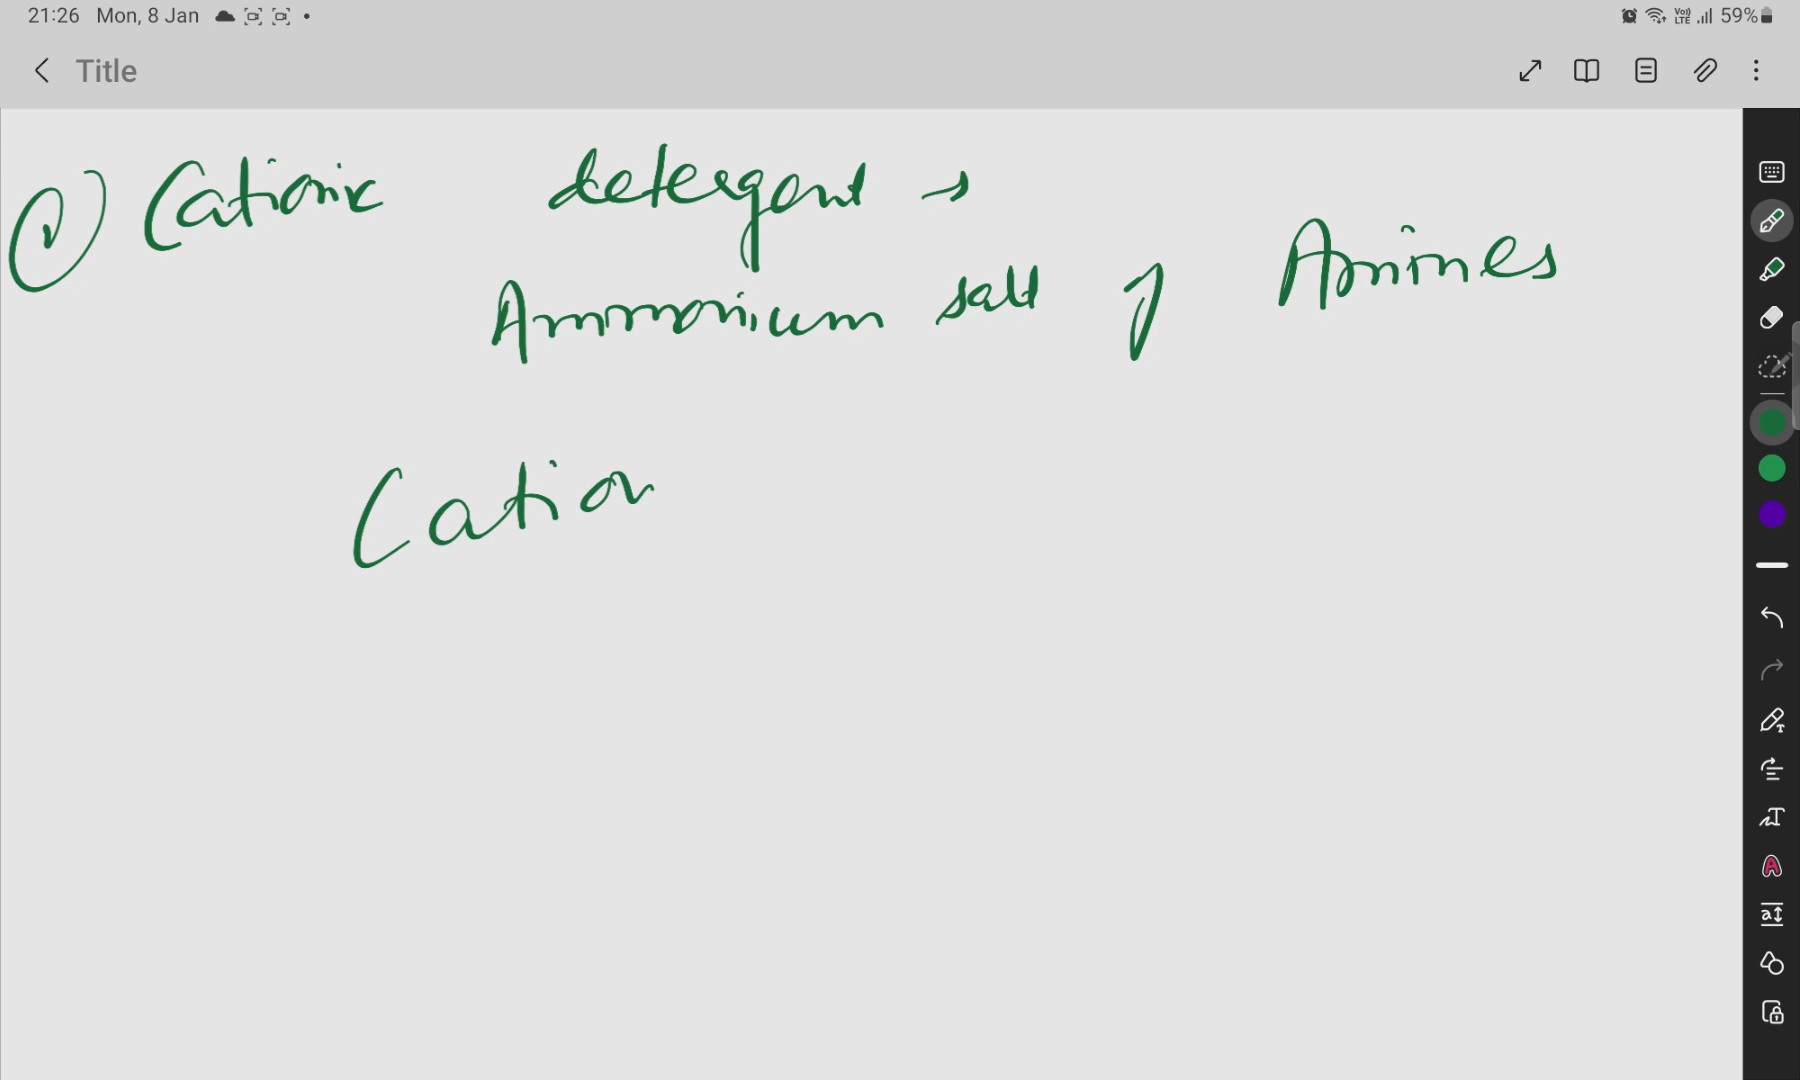 21:26 Mon, 8 Jan 59%
Title
Cationic detergent →
Ammonium salt of Amines
Cation